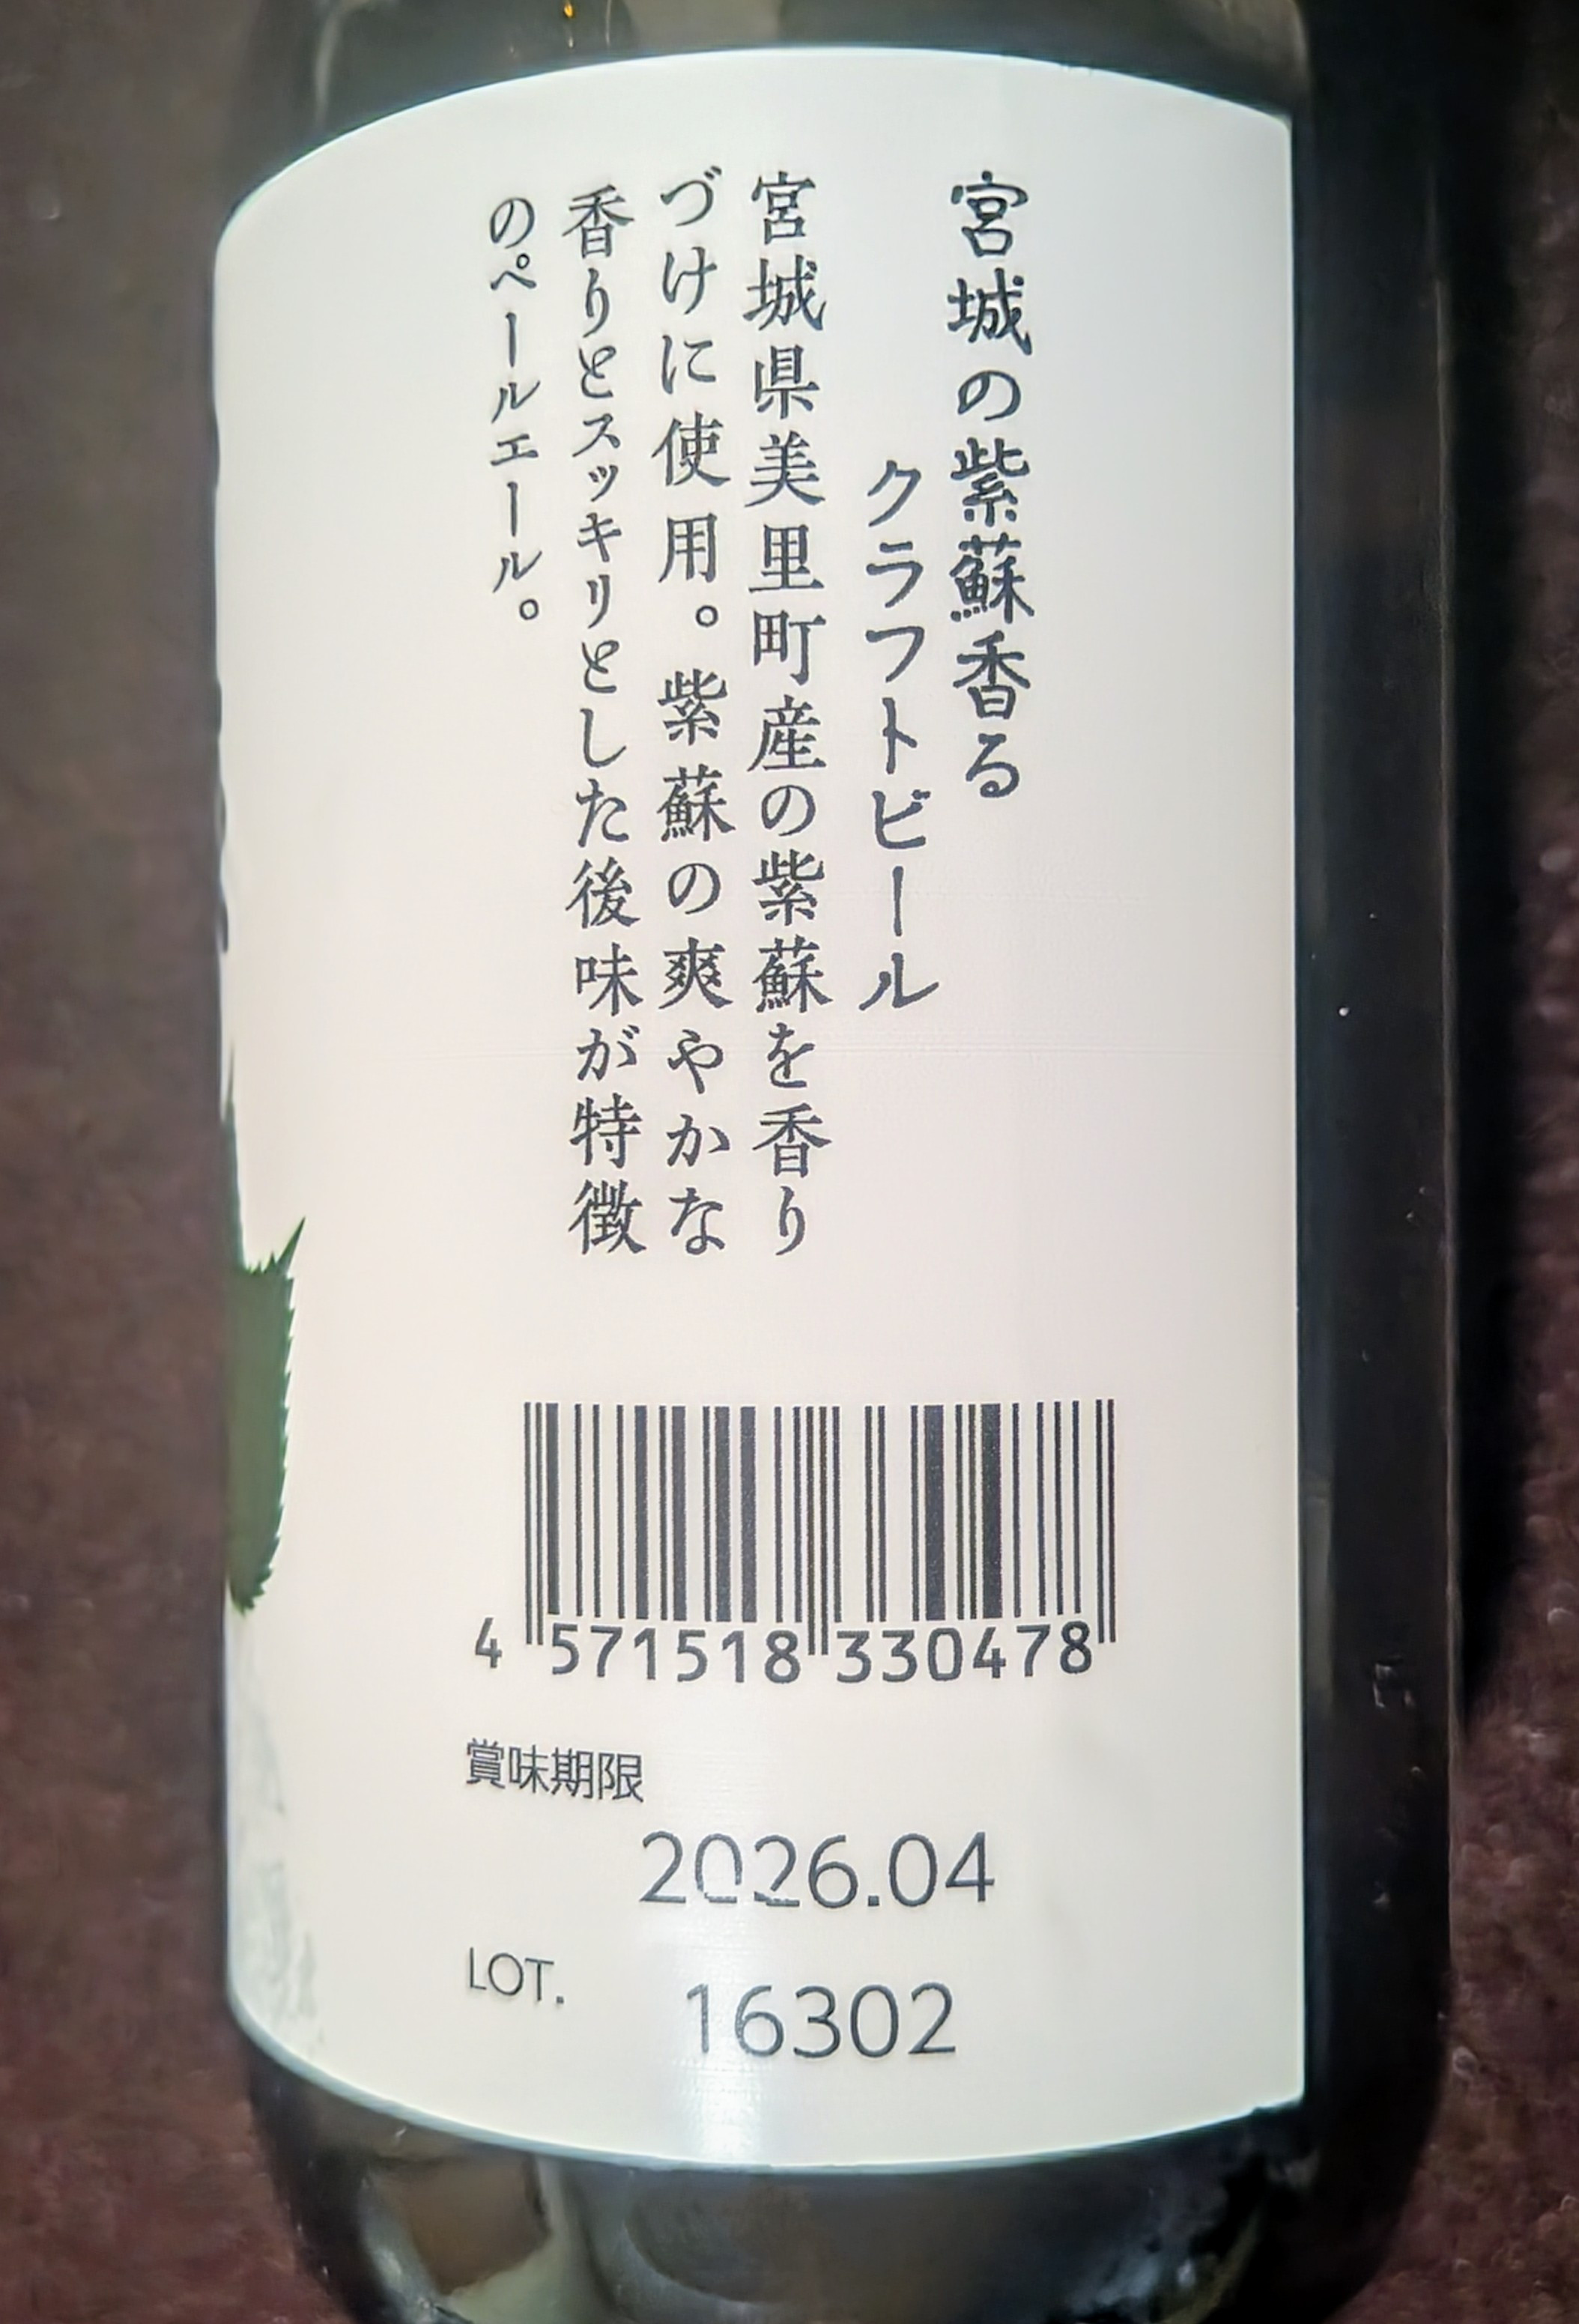 宮城の紫蘇香る
クラフトビール
宮城県美里町産の紫蘇を香り
づけに使用。紫蘇の爽やかな
香りとスッキリとした後味が特徴
のペールエール。
4 571518 330478
賞味期限
2026.04
LOT.
16302